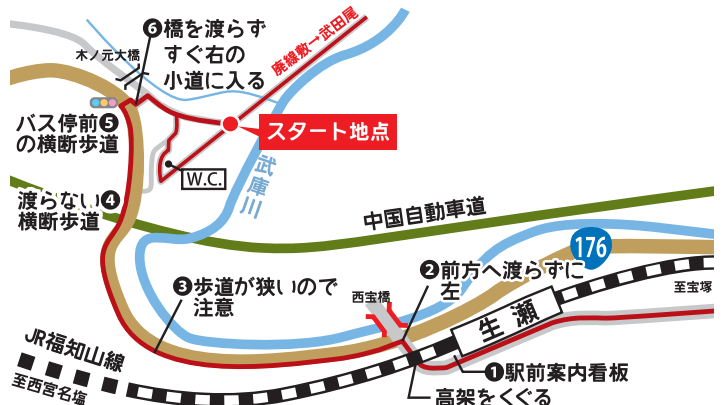 ❻橋を渡らず
すぐ右の
小道に入る
木ノ元大橋
廃線敷→武田尾
バス停前❺
の横断歩道
スタート地点
W.C.
武庫川
渡らない❹
横断歩道
中国自動車道
176
❷前方へ渡らずに
左
❸歩道が狭いので
注意
西宝橋
至宝塚
生瀬
JR福知山線
至西宮名塩
❶駅前案内看板
高架をくぐる